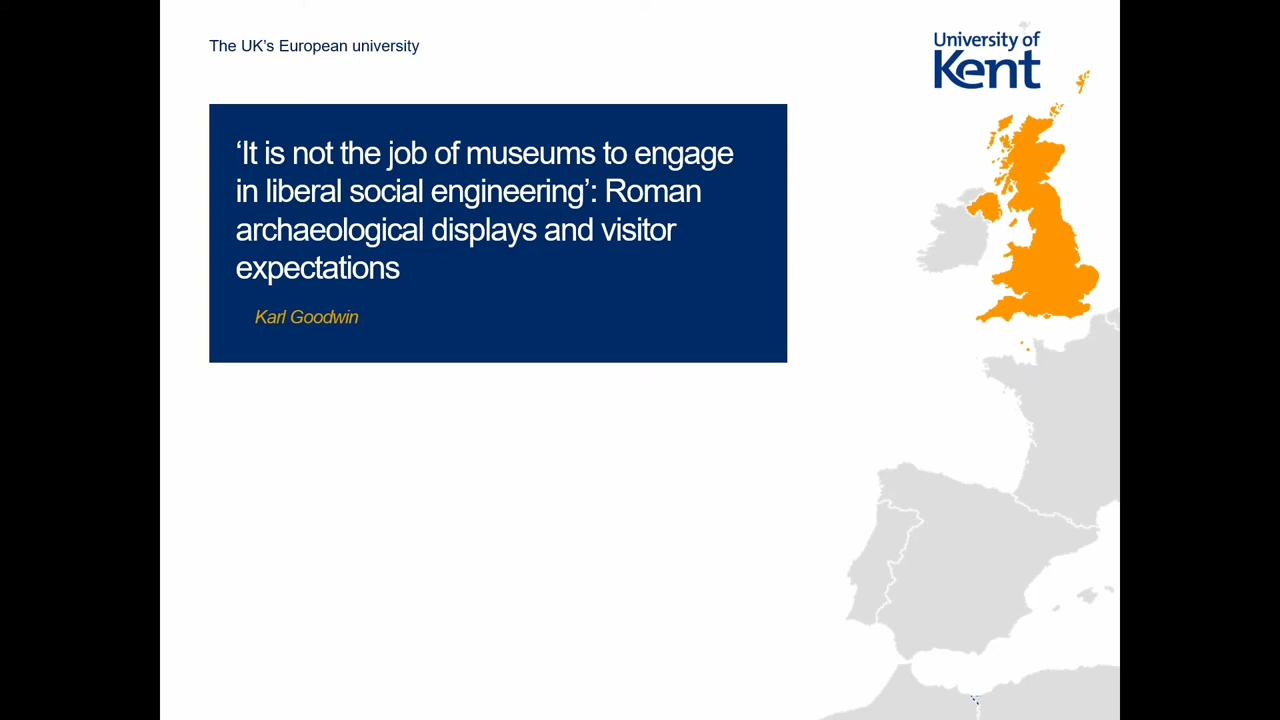 The UK's European university
University of
Kent
‘It is not the job of museums to engage
in liberal social engineering’: Roman
archaeological displays and visitor
expectations
Karl Goodwin